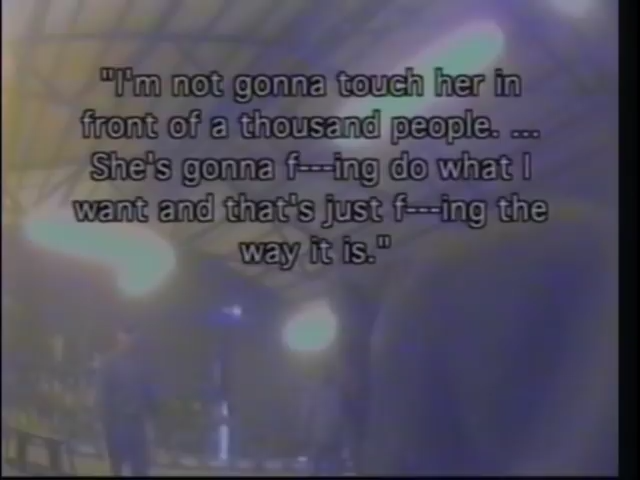 "I'm not gonna touch her in
front of a thousand people. ...
She's gonna f---ing do what I
want and that's just f---ing the
way it is."